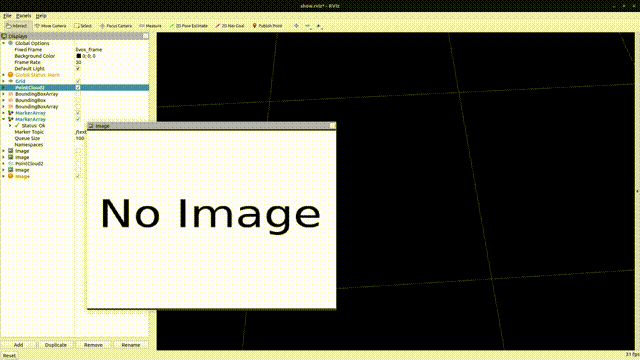 show.rviz* - RViz
File Panels Help
Interact Move Camera Select Focus Camera Measure 2D Pose Estimate 2D Nav Goal Publish Point
Displays
Global Options
Fixed Frame livox_frame
Background Color 0; 0; 0
Frame Rate 30
Default Light
Global Status: Warn
Grid
PointCloud2
BoundingBoxArray
BoundingBox
BoundingBoxArray
MarkerArray
MarkerArray
Status: Ok
Marker Topic /text
Queue Size 100
Namespaces
Image
Image
PointCloud2
Image
Image
Image
No Image
Add Duplicate Remove Rename
Reset
31 fps